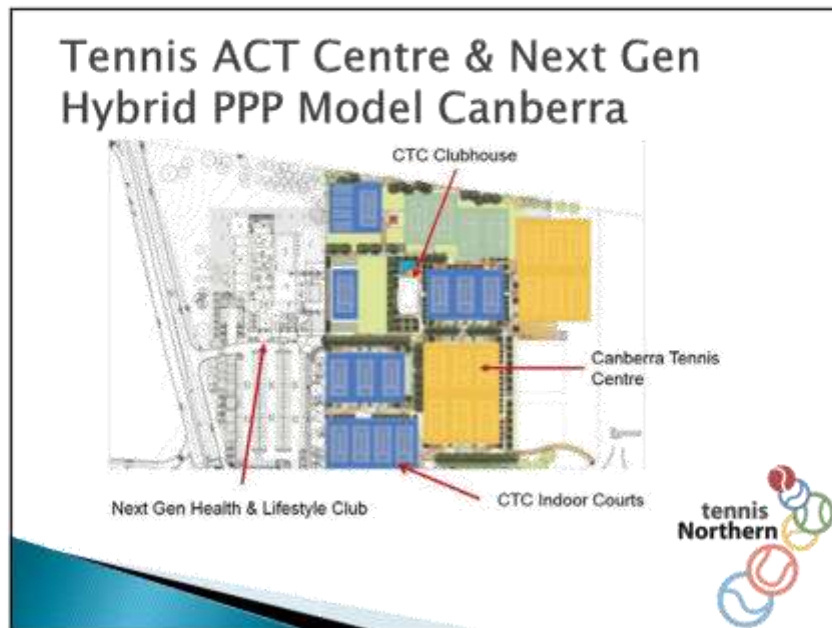 Tennis ACT Centre & Next Gen
Hybrid PPP Model Canberra
CTC Clubhouse
Canberra Tennis
Centre
CTC Indoor Courts
Next Gen Health & Lifestyle Club
tennis
Northern